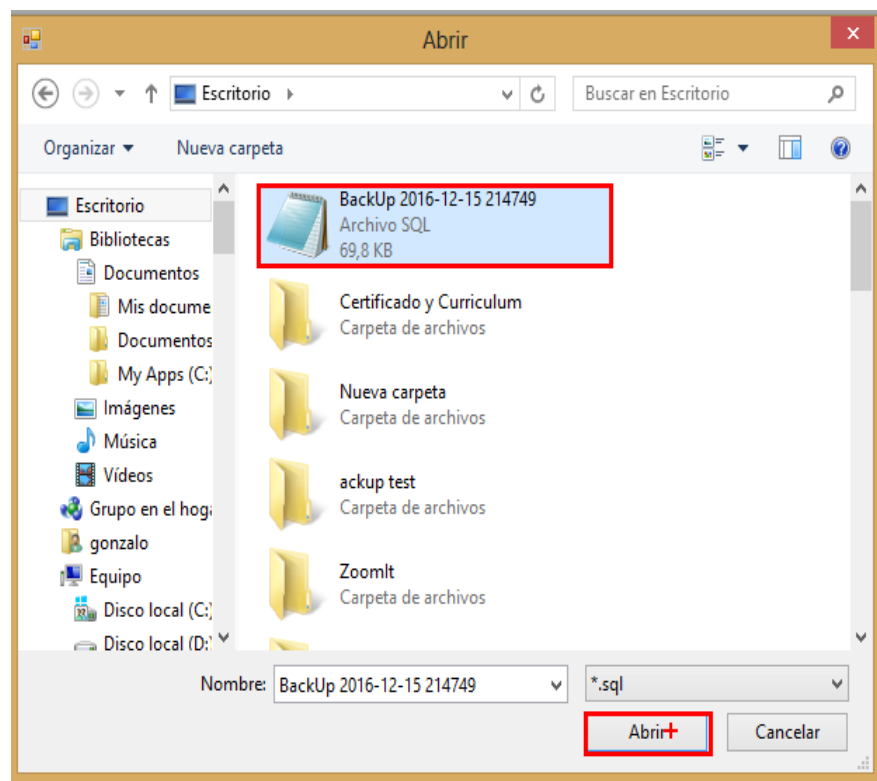 Abrir
Escritorio
Buscar en Escritorio
Organizar
Nueva carpeta
Escritorio
Bibliotecas
Documentos
Mis docume
Documentos
My Apps (C:)
Imágenes
Música
Vídeos
Grupo en el hoga
gonzalo
Equipo
Disco local (C:)
Disco local (D:)
BackUp 2016-12-15 214749
Archivo SQL
69,8 KB
Certificado y Curriculum
Carpeta de archivos
Nueva carpeta
Carpeta de archivos
ackup test
Carpeta de archivos
ZoomIt
Carpeta de archivos
Nombre: BackUp 2016-12-15 214749 *.sql
Abrir Cancelar